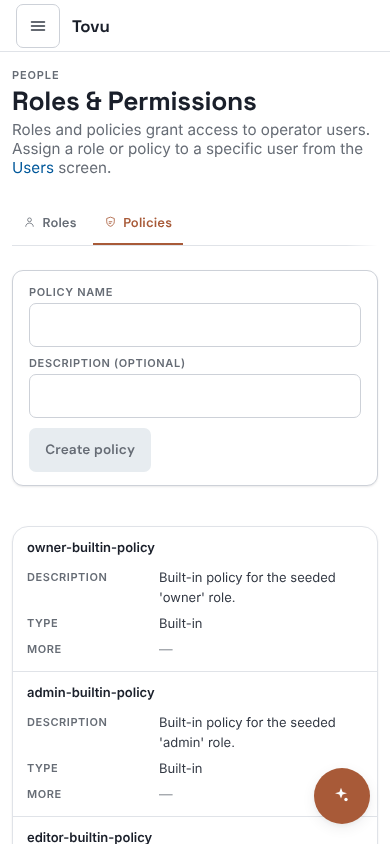 Tovu
PEOPLE
Roles & Permissions
Roles and policies grant access to operator users.
Assign a role or policy to a specific user from the
Users screen.
Roles
Policies
POLICY NAME
DESCRIPTION (OPTIONAL)
Create policy
owner-builtin-policy
DESCRIPTION
Built-in policy for the seeded
'owner' role.
TYPE
Built-in
MORE
—
admin-builtin-policy
DESCRIPTION
Built-in policy for the seeded
'admin' role.
TYPE
Built-in
MORE
—
editor-builtin-policy